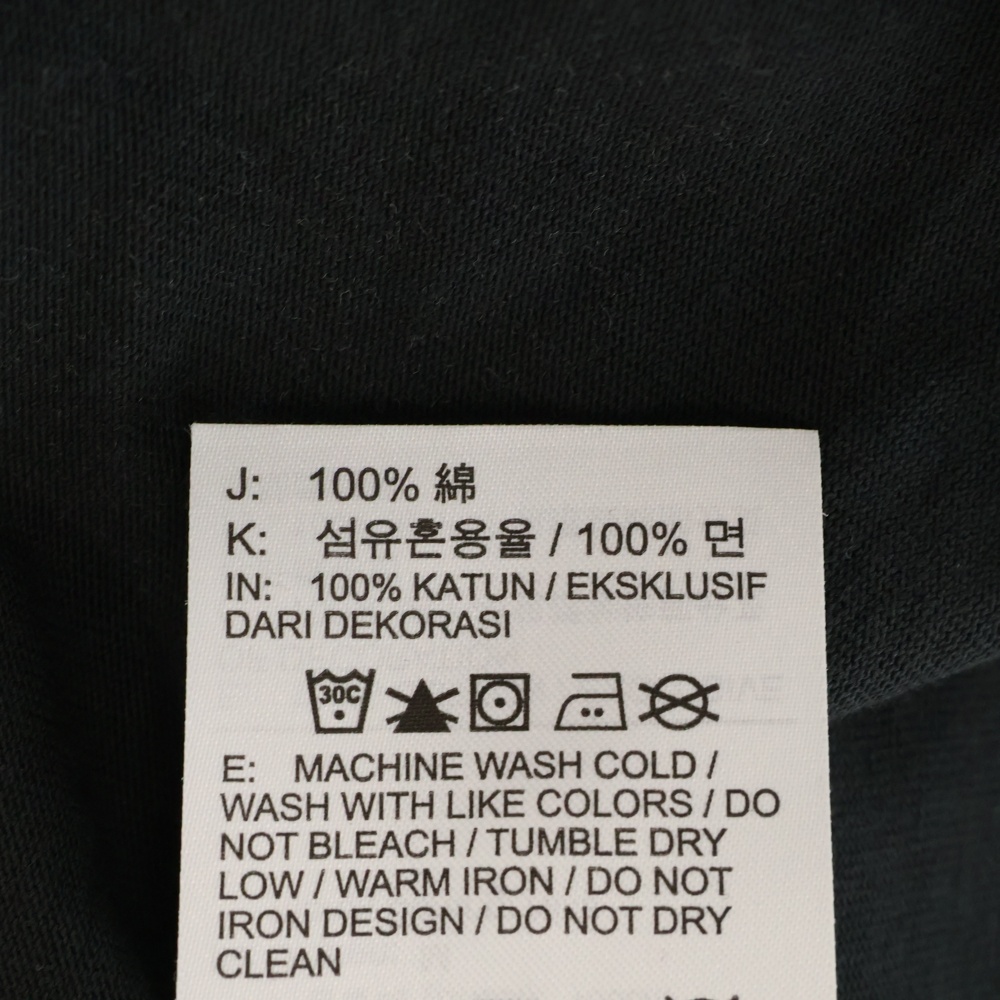 J: 100% 綿
K: 섬유혼용율 / 100% 면
IN: 100% KATUN / EKSKLUSIF
DARI DEKORASI
30C
E: MACHINE WASH COLD /
WASH WITH LIKE COLORS / DO
NOT BLEACH / TUMBLE DRY
LOW / WARM IRON / DO NOT
IRON DESIGN / DO NOT DRY
CLEAN